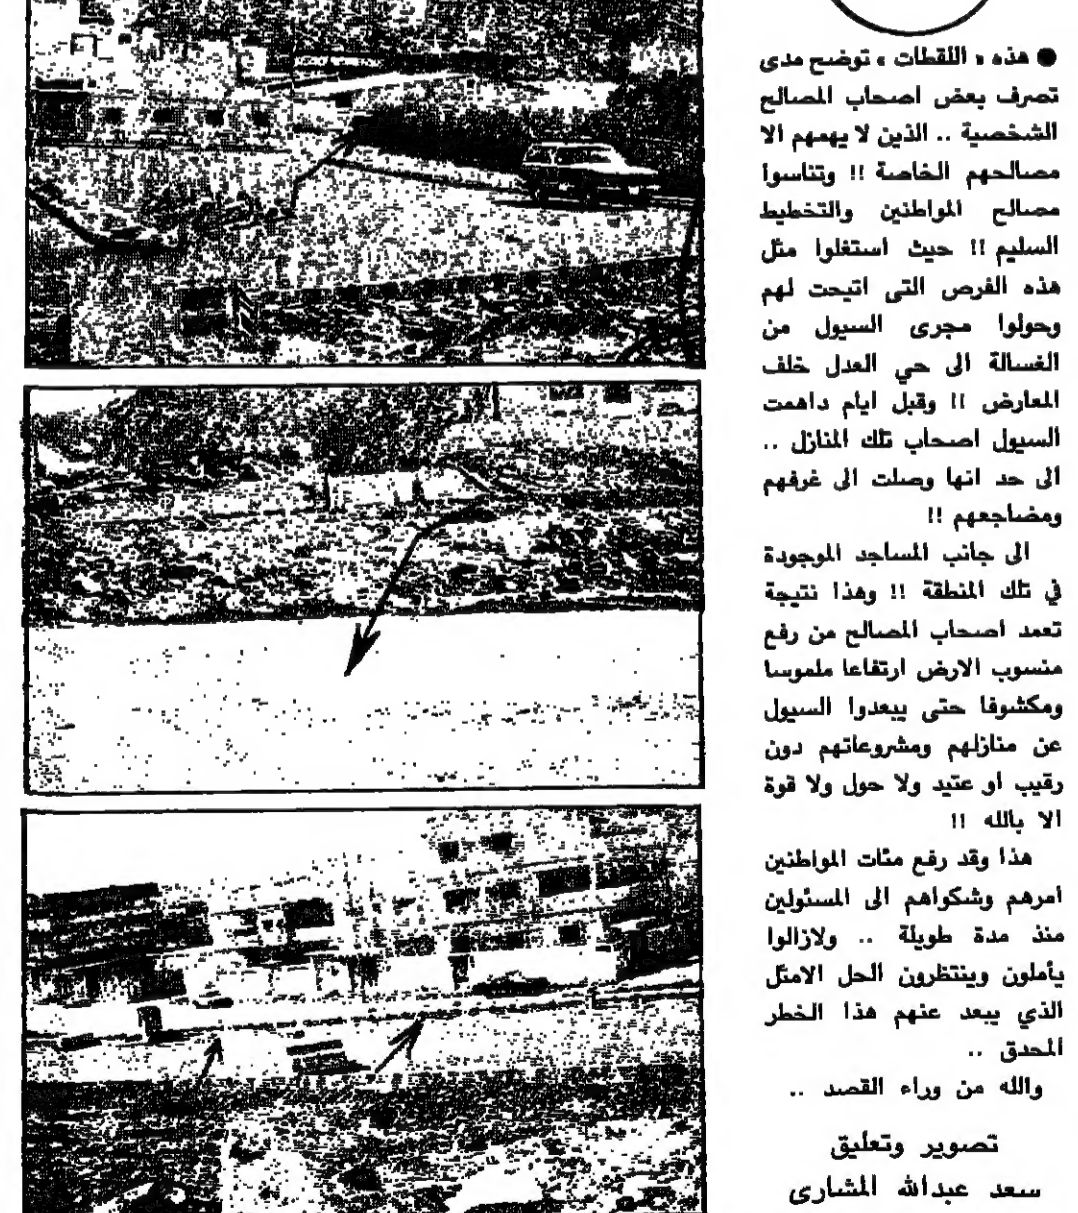 ● هذه « اللقطات » توضح مدى
تصرف بعض اصحاب المصالح
الشخصية .. الذين لا يهمهم الا
مصالحهم الخاصة !! وتناسوا
مصالح المواطنين والتخطيط
السليم !! حيث استغلوا مثل
هذه الفرص التى اتيحت لهم
وحولوا مجرى السيول من
الغسالة الى حي العدل خلف
المعارض !! وقبل ايام داهمت
السيول اصحاب تلك المنازل ..
الى حد انها وصلت الى غرفهم
ومضاجعهم !!
الى جانب المساجد الموجودة
في تلك المنطقة !! وهذا نتيجة
تعمد اصحاب المصالح من رفع
منسوب الارض ارتفاعا ملموسا
ومكشوفا حتى يبعدوا السيول
عن منازلهم ومشروعاتهم دون
رقيب او عتيد ولا حول ولا قوة
الا بالله !!
هذا وقد رفع مئات المواطنين
امرهم وشكواهم الى المسئولين
منذ مدة طويلة .. ولازالوا
يأملون وينتظرون الحل الامثل
الذي يبعد عنهم هذا الخطر
المحدق ..
والله من وراء القصد ..
تصوير وتعليق
سعد عبدالله المشارى